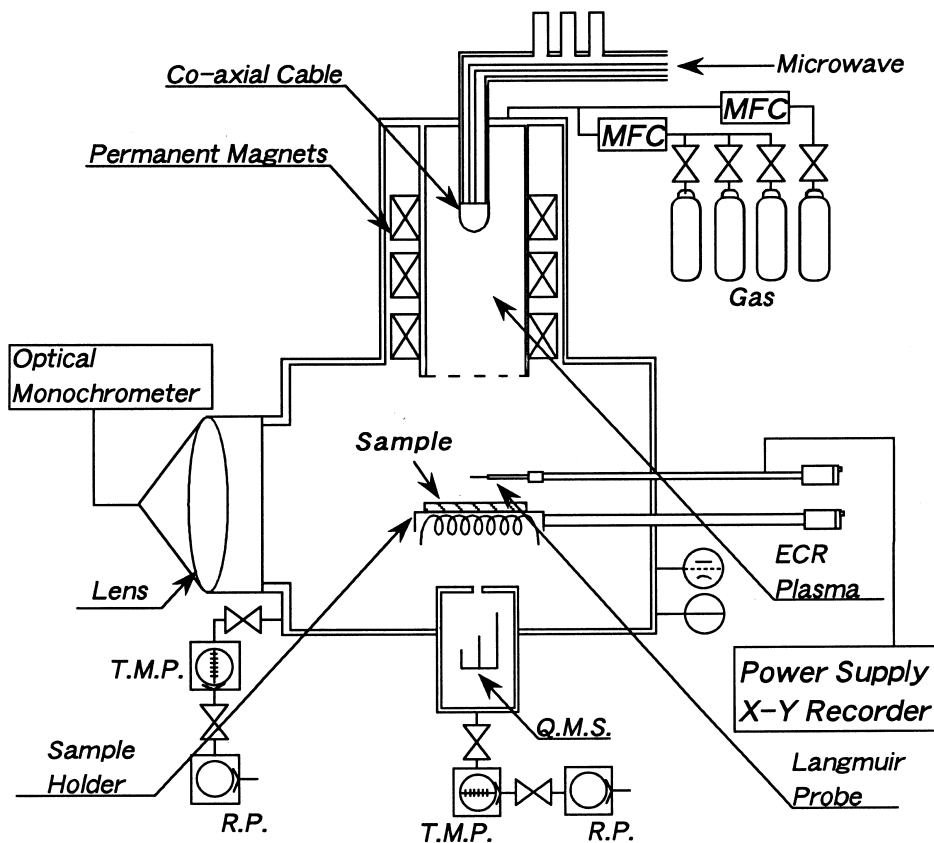 Co-axial Cable
Microwave
MFC
MFC
Permanent Magnets
Gas
Optical
Monochrometer
Sample
Lens
ECR
Plasma
T.M.P.
Power Supply
X-Y Recorder
Q.M.S.
Sample
Holder
Langmuir
Probe
R.P.
T.M.P.
R.P.